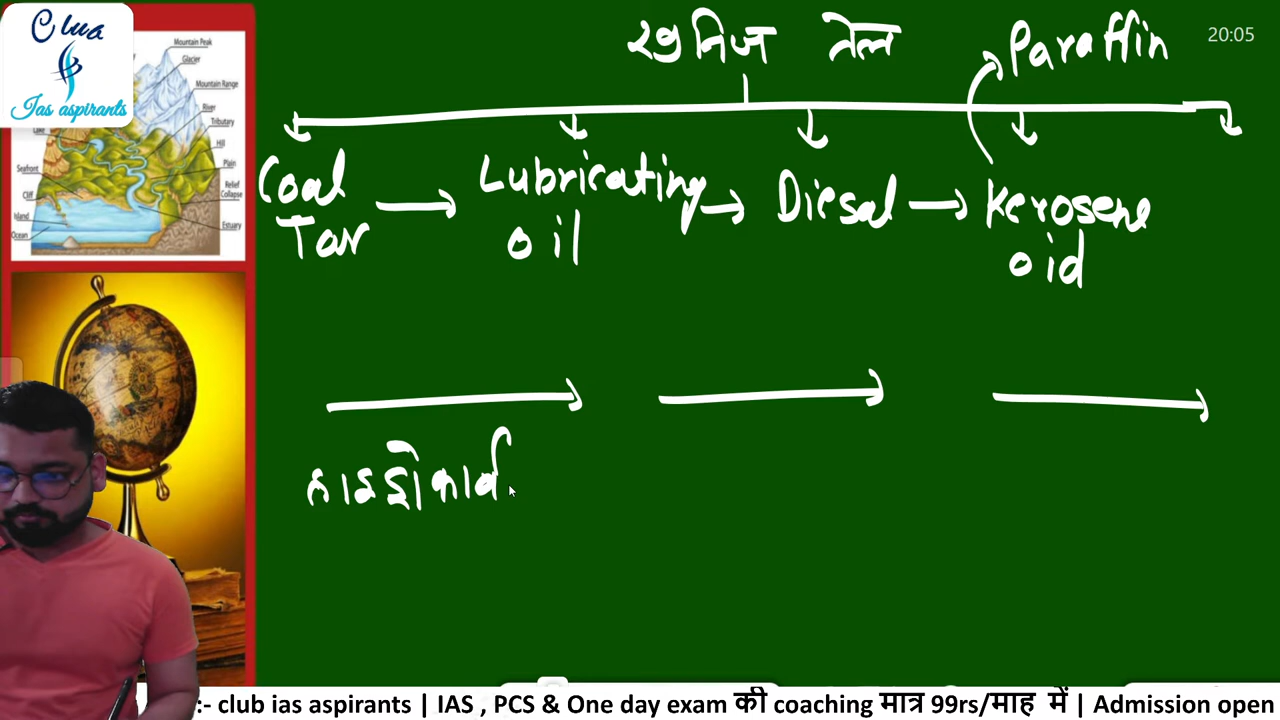 Clua
Ias aspirants
Mountain Peak
Glacier
Mountain Range
River
Tributary
Lake
Hill
Seafront
Plain
Cliff
Relief
Collapse
Island
Ocean
Estuary
20:05
खनिज तेल
Paraffin
Coal Tar → Lubricating oil → Diesal → Kerosene oid
हाइड्रोकार्ब
:- club ias aspirants | IAS , PCS & One day exam की coaching मात्र 99rs/माह में | Admission open